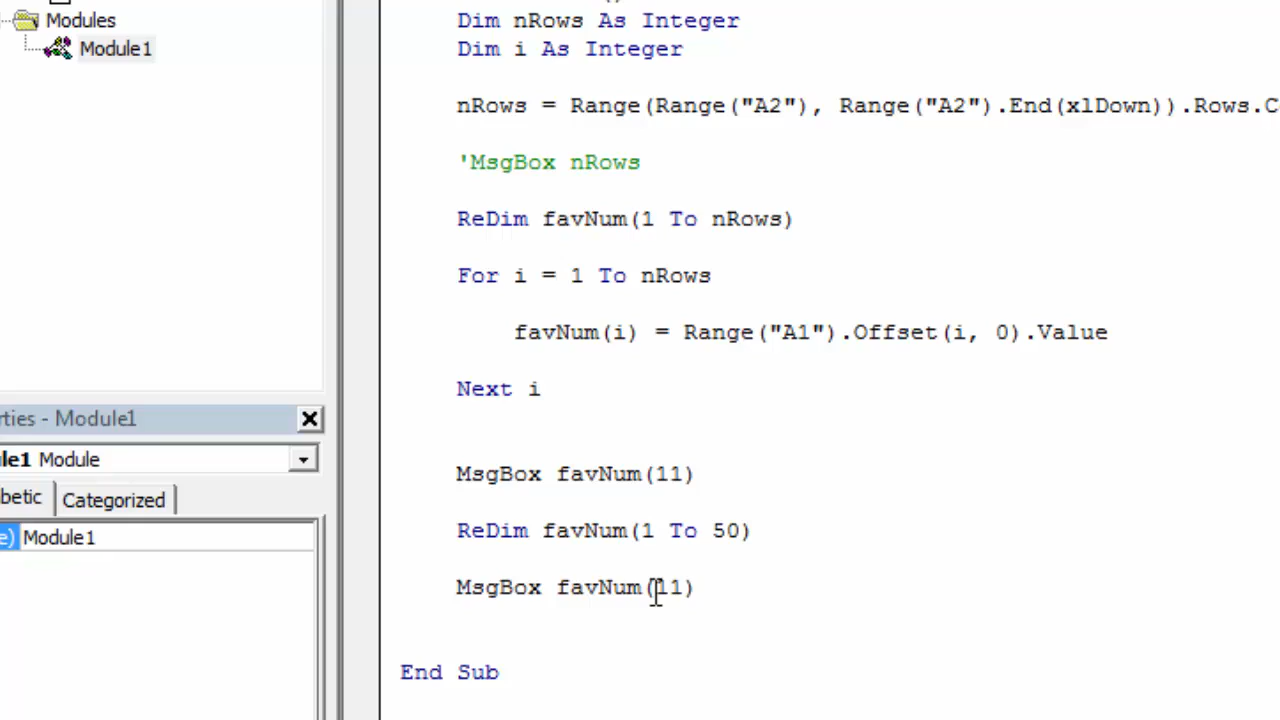 Modules
Module1
Dim nRows As Integer
Dim i As Integer
nRows = Range(Range("A2"), Range("A2").End(xlDown)).Rows.C
'MsgBox nRows
ReDim favNum(1 To nRows)
For i = 1 To nRows
favNum(i) = Range("A1").Offset(i, 0).Value
Next i
MsgBox favNum(11)
ReDim favNum(1 To 50)
MsgBox favNum(11)
End Sub
rties - Module1
ule1 Module
betic Categorized
e) Module1